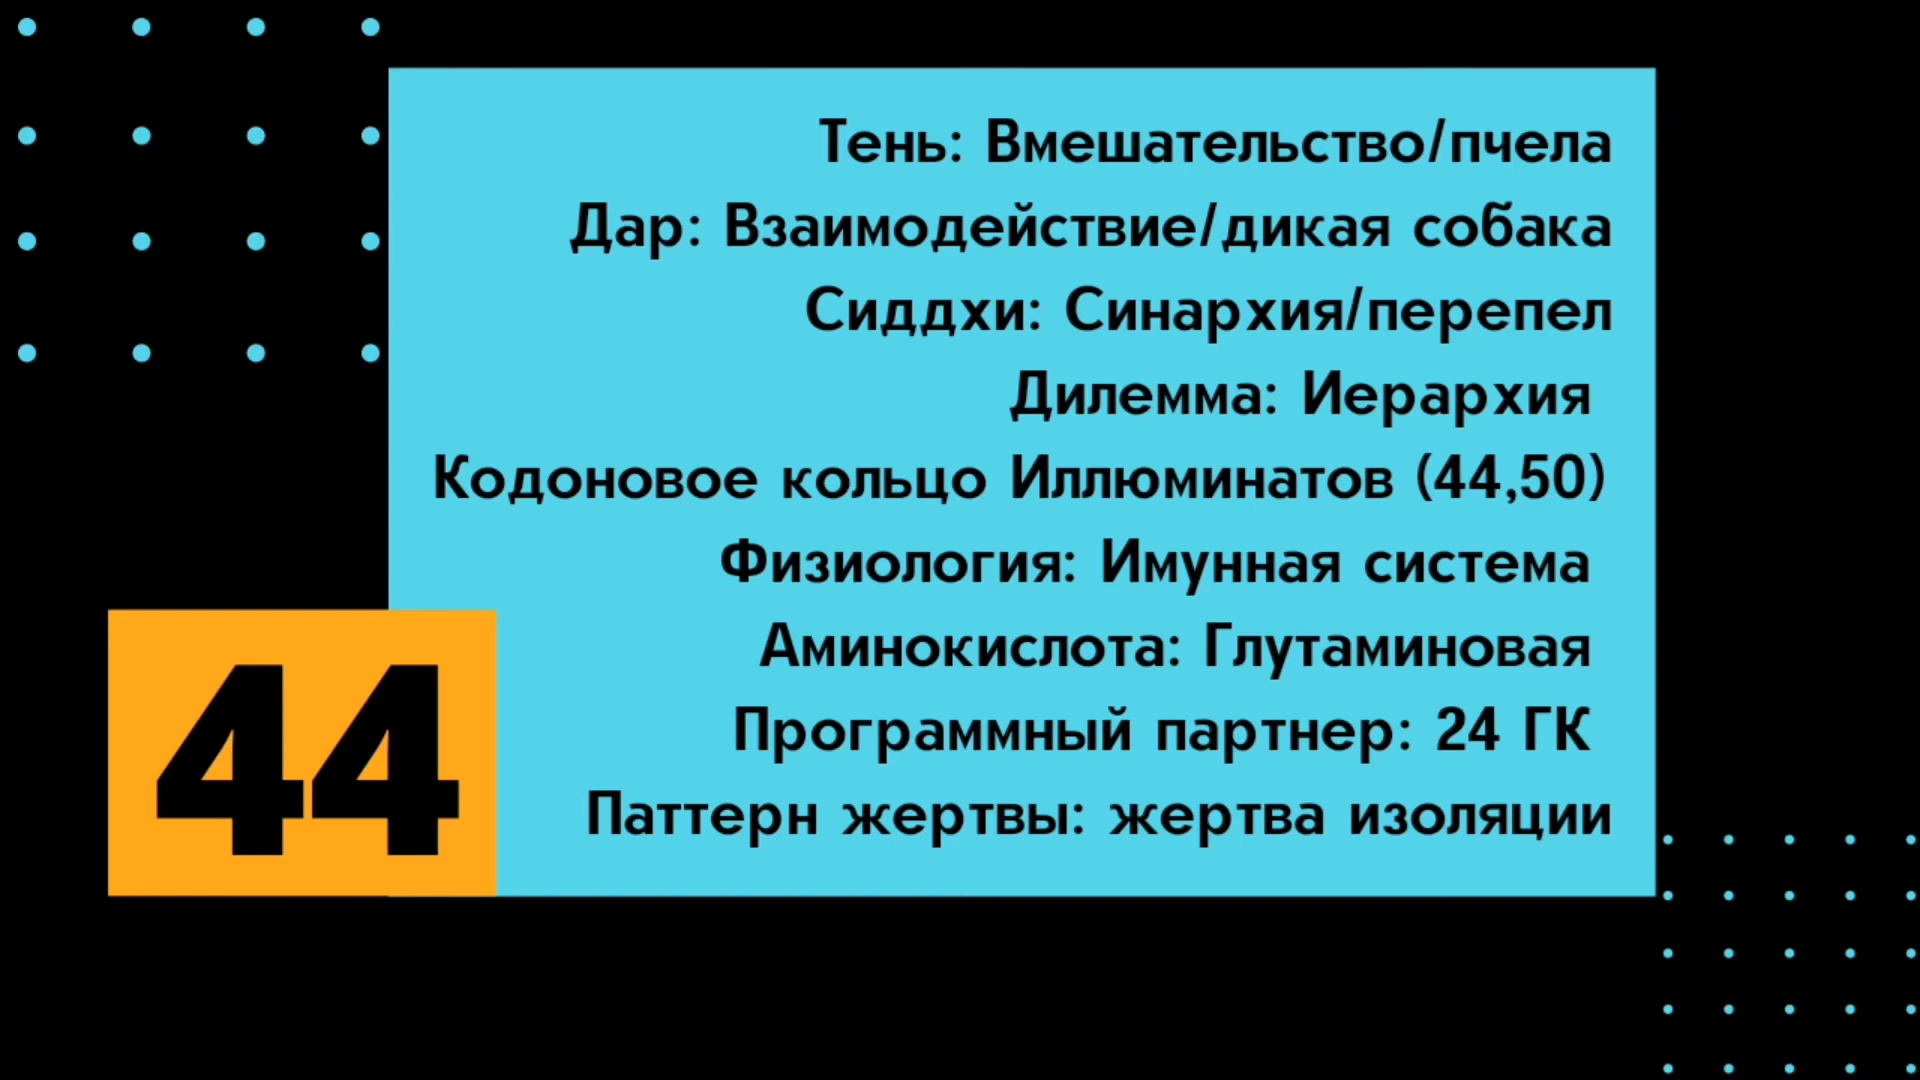 Тень: Вмешательство/пчела
Дар: Взаимодействие/дикая собака
Сиддхи: Синархия/перепел
Дилемма: Иерархия
Кодоновое кольцо Иллюминатов (44,50)
Физиология: Имунная система
Аминокислота: Глутаминовая
Программный партнер: 24 ГК
Паттерн жертвы: жертва изоляции
44